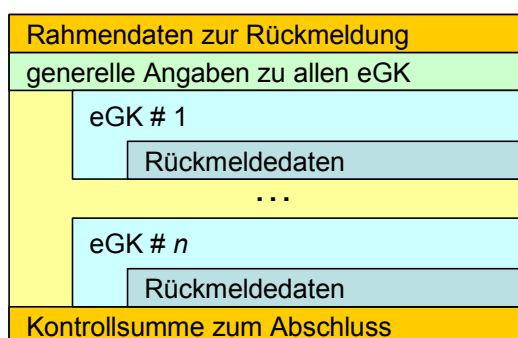 Rahmendaten zur Rückmeldung
generelle Angaben zu allen eGK
eGK # 1
Rückmeldedaten
...
eGK # n
Rückmeldedaten
Kontrollsumme zum Abschluss